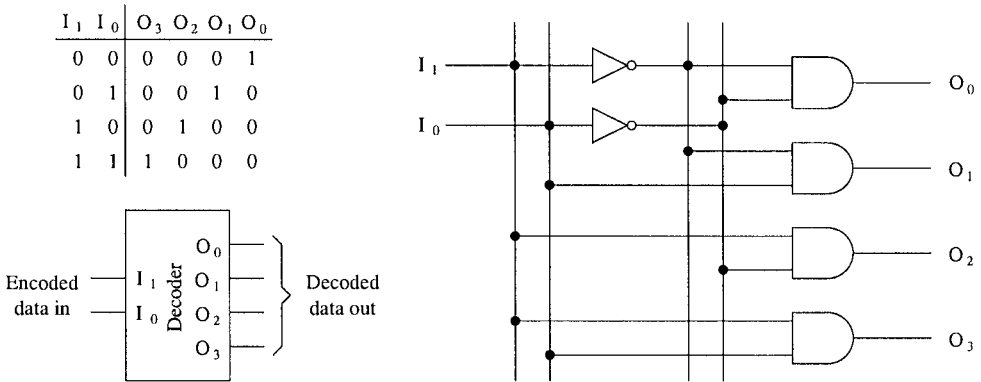 I₁ I₀ O₃ O₂ O₁ O₀
0 0 0 0 0 1
0 1 0 0 1 0
1 0 0 1 0 0
1 1 1 0 0 0
Encoded
data in
I₁
I₀
Decoder
O₀
O₁
O₂
O₃
Decoded
data out
I₁
I₀
O₀
O₁
O₂
O₃